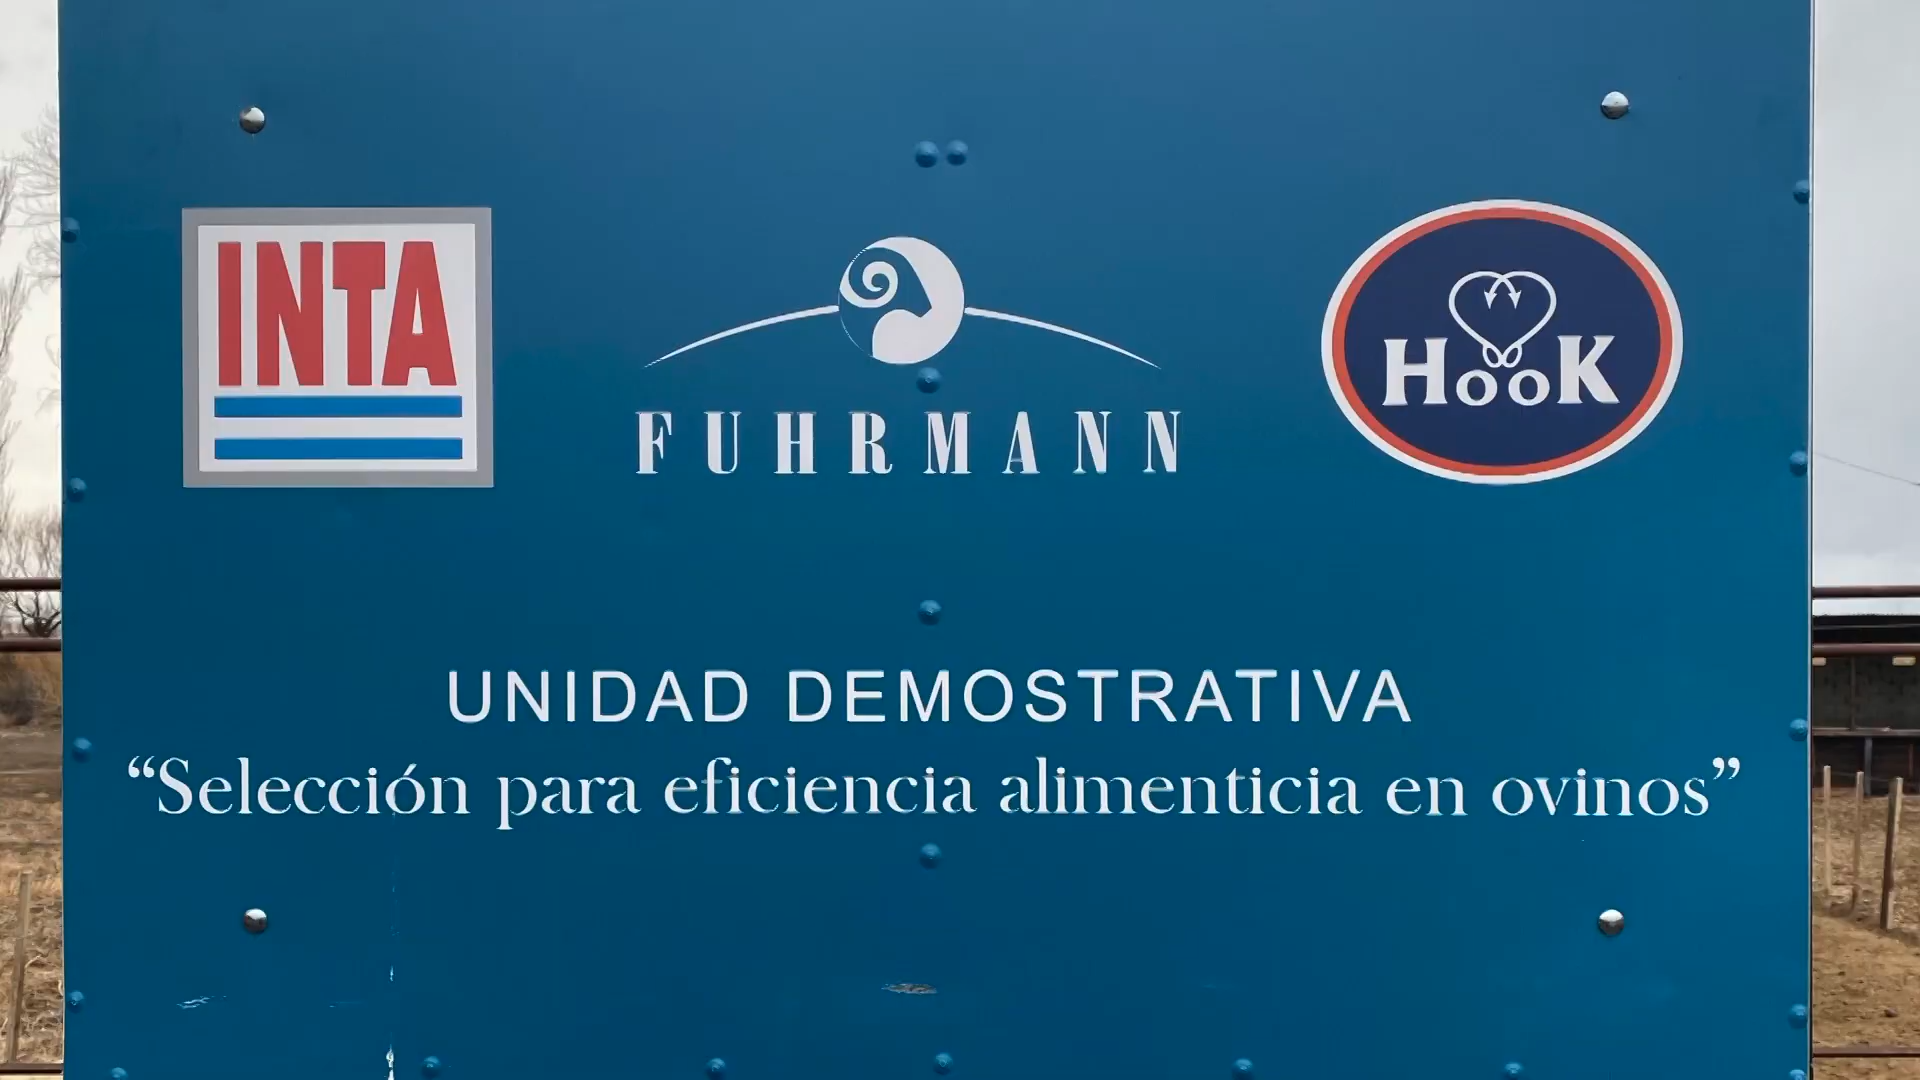 INTA
FUHRMANN
HOOK
UNIDAD DEMOSTRATIVA
“Selección para eficiencia alimenticia en ovinos”